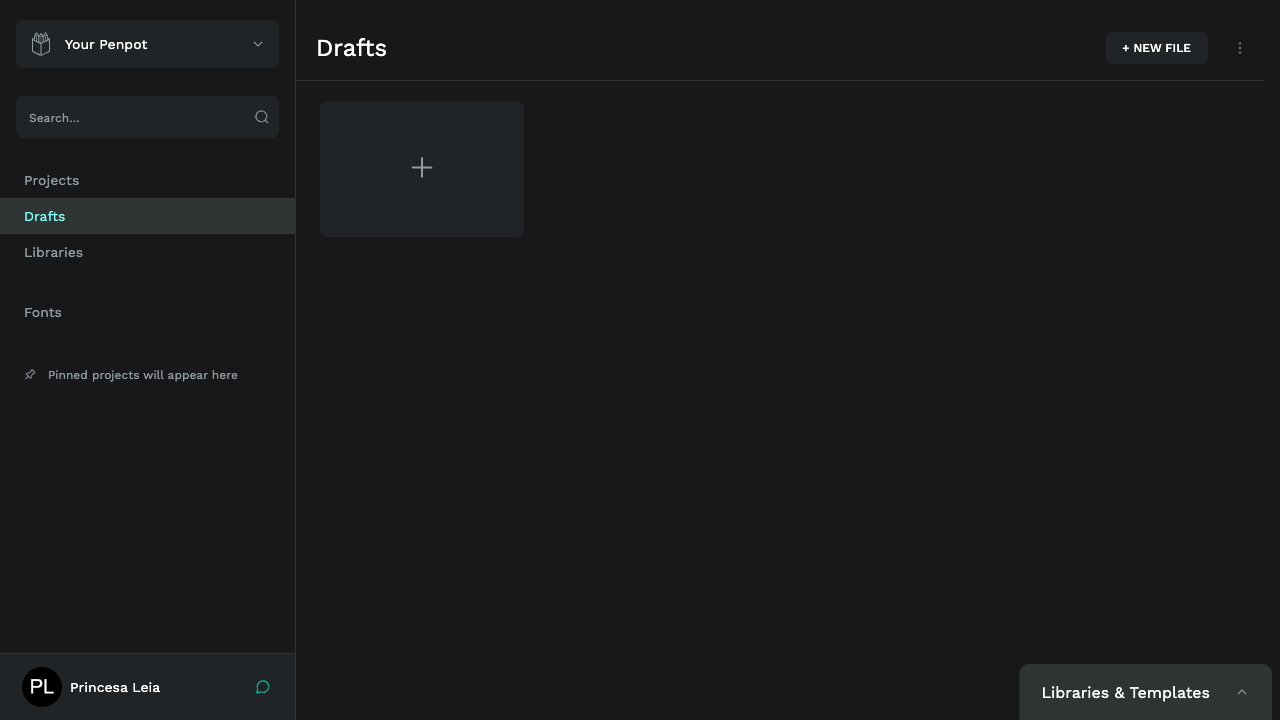 Your Penpot
Search...
Projects
Drafts
Libraries
Fonts
Pinned projects will appear here
PL
Princesa Leia
Drafts
+ NEW FILE
Libraries & Templates